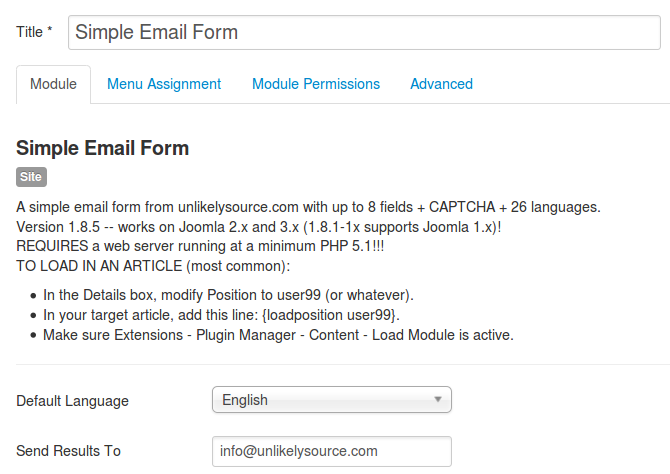 Title *
Simple Email Form
Module Menu Assignment Module Permissions Advanced
Simple Email Form
Site
A simple email form from unlikelysource.com with up to 8 fields + CAPTCHA + 26 languages.
Version 1.8.5 -- works on Joomla 2.x and 3.x (1.8.1-1x supports Joomla 1.x)!
REQUIRES a web server running at a minimum PHP 5.1!!!
TO LOAD IN AN ARTICLE (most common):
• In the Details box, modify Position to user99 (or whatever).
• In your target article, add this line: {loadposition user99}.
• Make sure Extensions - Plugin Manager - Content - Load Module is active.
Default Language
English
Send Results To
info@unlikelysource.com